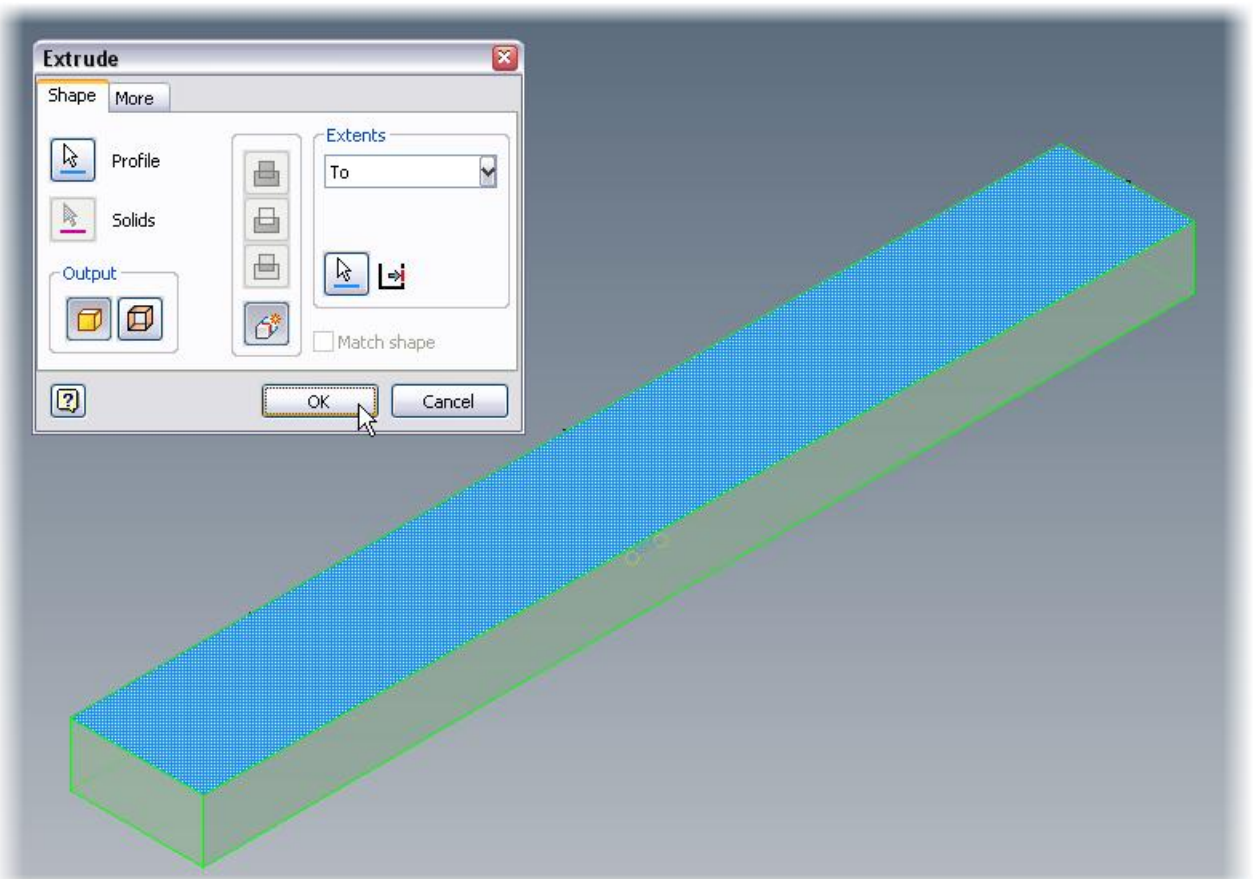 Extrude
Shape
More
Profile
Solids
Output
Extents
To
Match shape
OK
Cancel